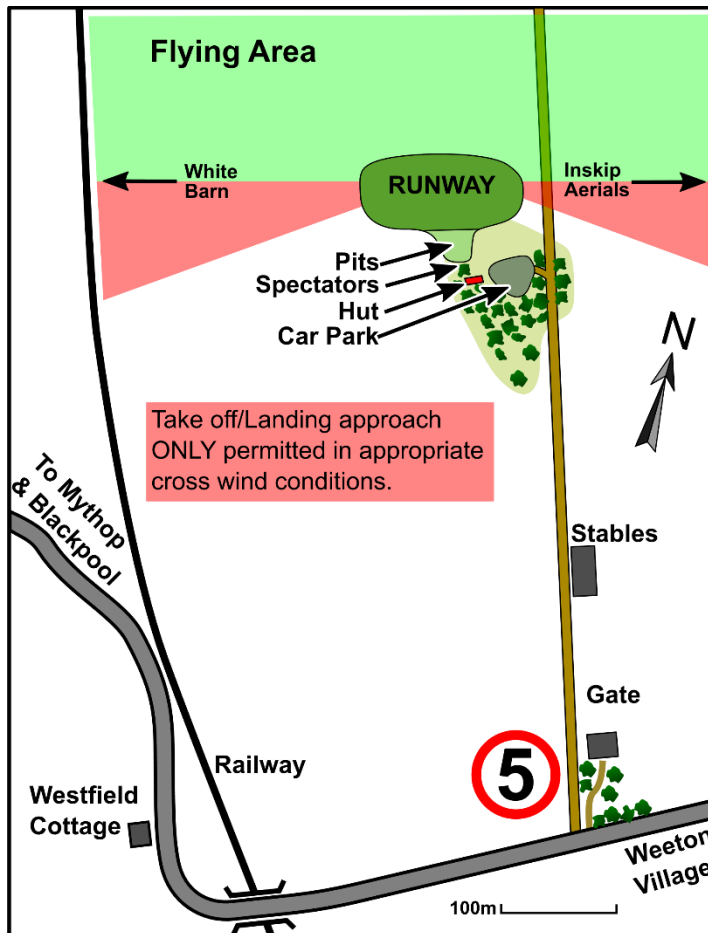 Flying Area
White
Barn
RUNWAY
Inskip
Aerials
Pits
Spectators
Hut
Car Park
N
Take off/Landing approach
ONLY permitted in appropriate
cross wind conditions.
To Mythop
& Blackpool
Stables
Gate
5
Railway
Westfield
Cottage
Weeton
Village
100m